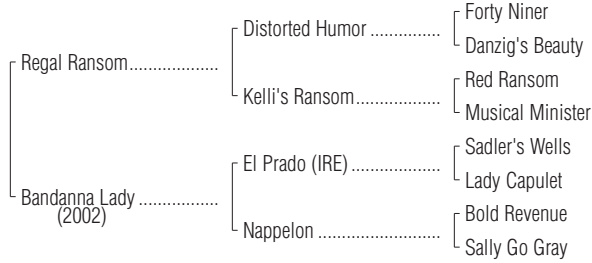 Forty Niner
Distorted Humor ...............
Danzig's Beauty
Regal Ransom...................
Red Ransom
Kelli's Ransom..................
Musical Minister
Sadler's Wells
El Prado (IRE) ..................
Lady Capulet
Bandanna Lady .................
(2002)
Bold Revenue
Nappelon .........................
Sally Go Gray